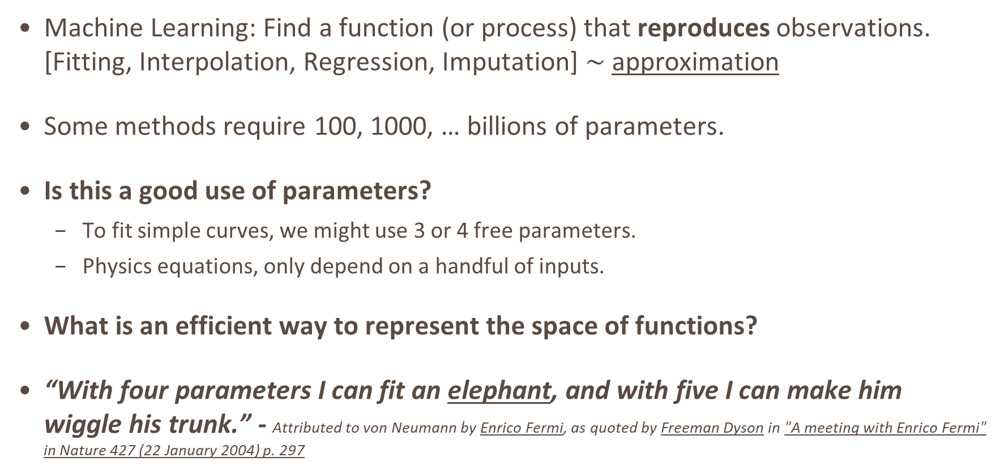 • Machine Learning: Find a function (or process) that reproduces observations.
[Fitting, Interpolation, Regression, Imputation] ~ approximation
• Some methods require 100, 1000, ... billions of parameters.
• Is this a good use of parameters?
– To fit simple curves, we might use 3 or 4 free parameters.
– Physics equations, only depend on a handful of inputs.
• What is an efficient way to represent the space of functions?
• “With four parameters I can fit an elephant, and with five I can make him
wiggle his trunk.” - Attributed to von Neumann by Enrico Fermi, as quoted by Freeman Dyson in "A meeting with Enrico Fermi"
in Nature 427 (22 January 2004) p. 297